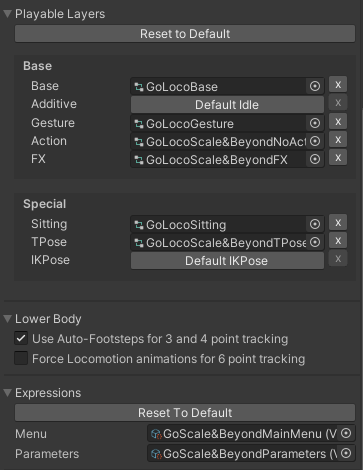 Playable Layers
Reset to Default
Base
Base GoLocoBase x
Additive Default Idle x
Gesture GoLocoGesture x
Action GoLocoScale&BeyondNoAct x
FX GoLocoScale&BeyondFX x
Special
Sitting GoLocoSitting x
TPose GoLocoScale&BeyondTPose x
IKPose Default IKPose x
Lower Body
Use Auto-Footsteps for 3 and 4 point tracking
Force Locomotion animations for 6 point tracking
Expressions
Reset To Default
Menu GoScale&BeyondMainMenu (V
Parameters GoScale&BeyondParameters (V